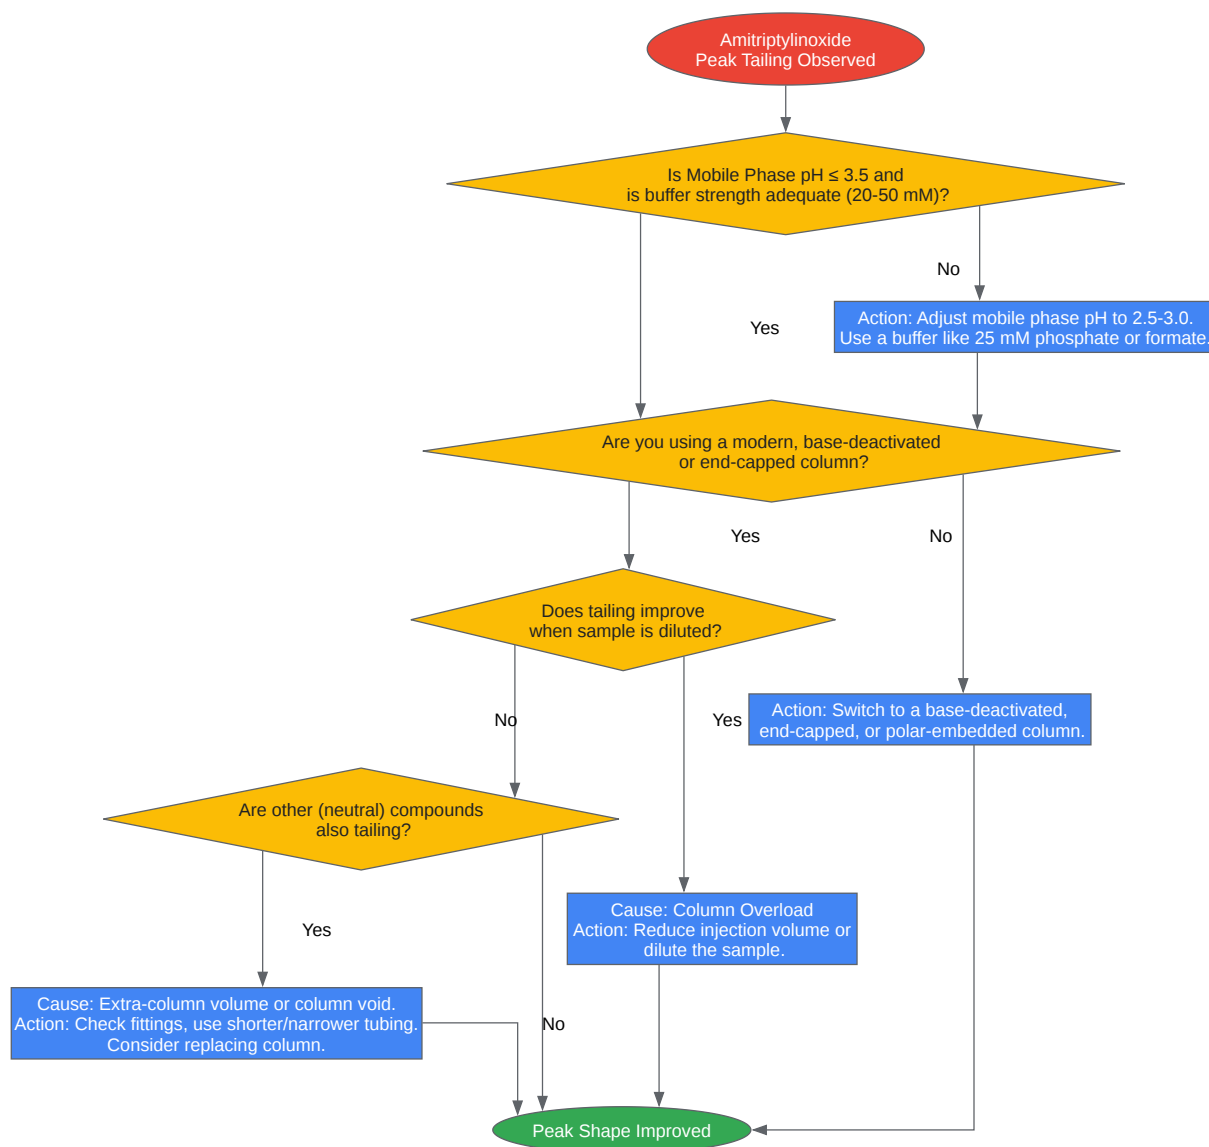 Amitriptylinoxide
Peak Tailing Observed
Is Mobile Phase pH ≤ 3.5 and
is buffer strength adequate (20-50 mM)?
No
Action: Adjust mobile phase pH to 2.5-3.0.
Use a buffer like 25 mM phosphate or formate.
Yes
Are you using a modern, base-deactivated
or end-capped column?
Yes
No
Does tailing improve
when sample is diluted?
No
Yes
Action: Switch to a base-deactivated,
end-capped, or polar-embedded column.
Are other (neutral) compounds
also tailing?
Cause: Column Overload
Action: Reduce injection volume or
dilute the sample.
Yes
Cause: Extra-column volume or column void.
Action: Check fittings, use shorter/narrower tubing.
Consider replacing column.
No
Peak Shape Improved